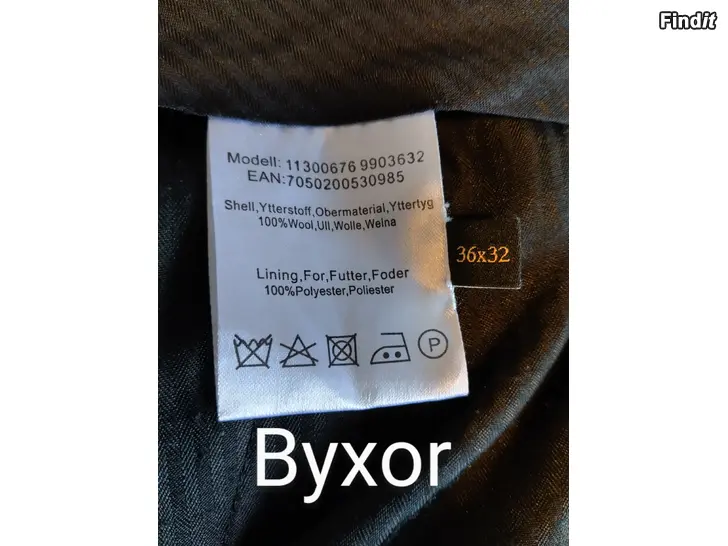 Findit
Modell: 11300676 9903632
EAN:7050200530985
Shell,Ytterstoff,Obermaterial,Yttertyg
100%Wool,Ull,Wolle,Weina
36x32
Lining,For,Futter,Foder
100%Polyester,Poliester
P
Byxor